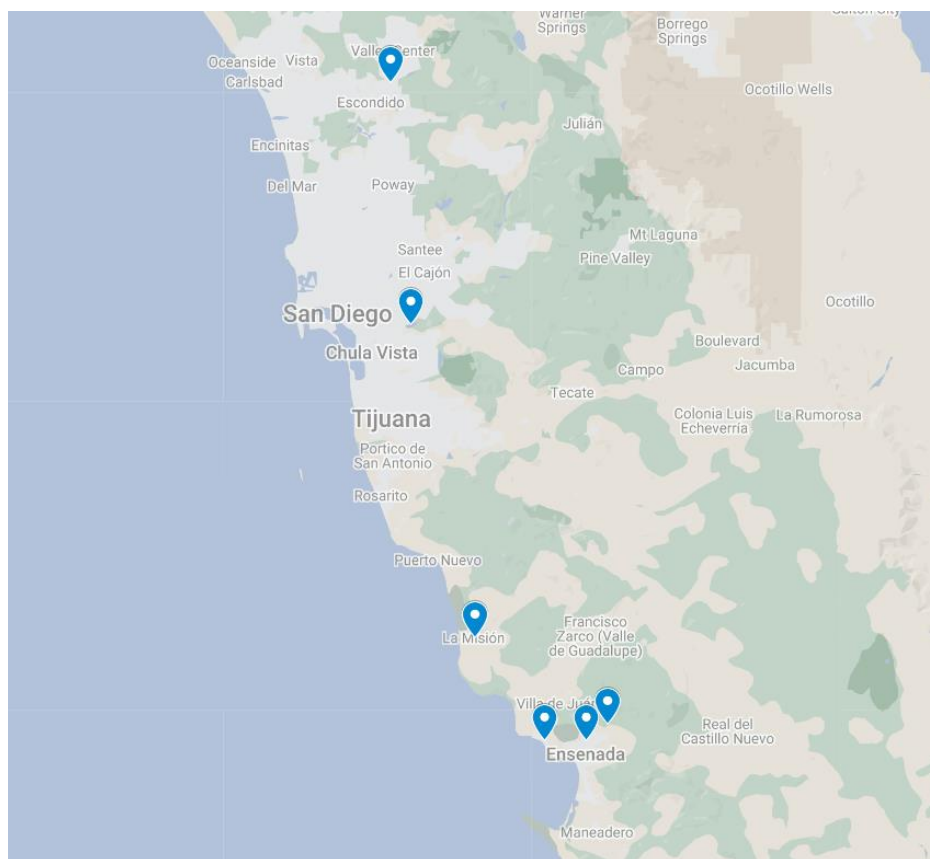 Warner
Springs
Borrego
Springs
Oceanside
Vista
Valley Center
Carlsbad
Escondido
Ocotillo Wells
Julián
Encinitas
Del Mar
Poway
Mt Laguna
Santee
Pine Valley
El Cajón
Ocotillo
San Diego
Boulevard
Chula Vista
Jacumba
Campo
Tecate
Tijuana
Colonia Luis
Echeverría
La Rumorosa
Portico de
San Antonio
Rosarito
Puerto Nuevo
La Misión
Francisco
Zarco (Valle
de Guadalupe)
Villa de Juár
Real del
Castillo Nuevo
Ensenada
Maneadero